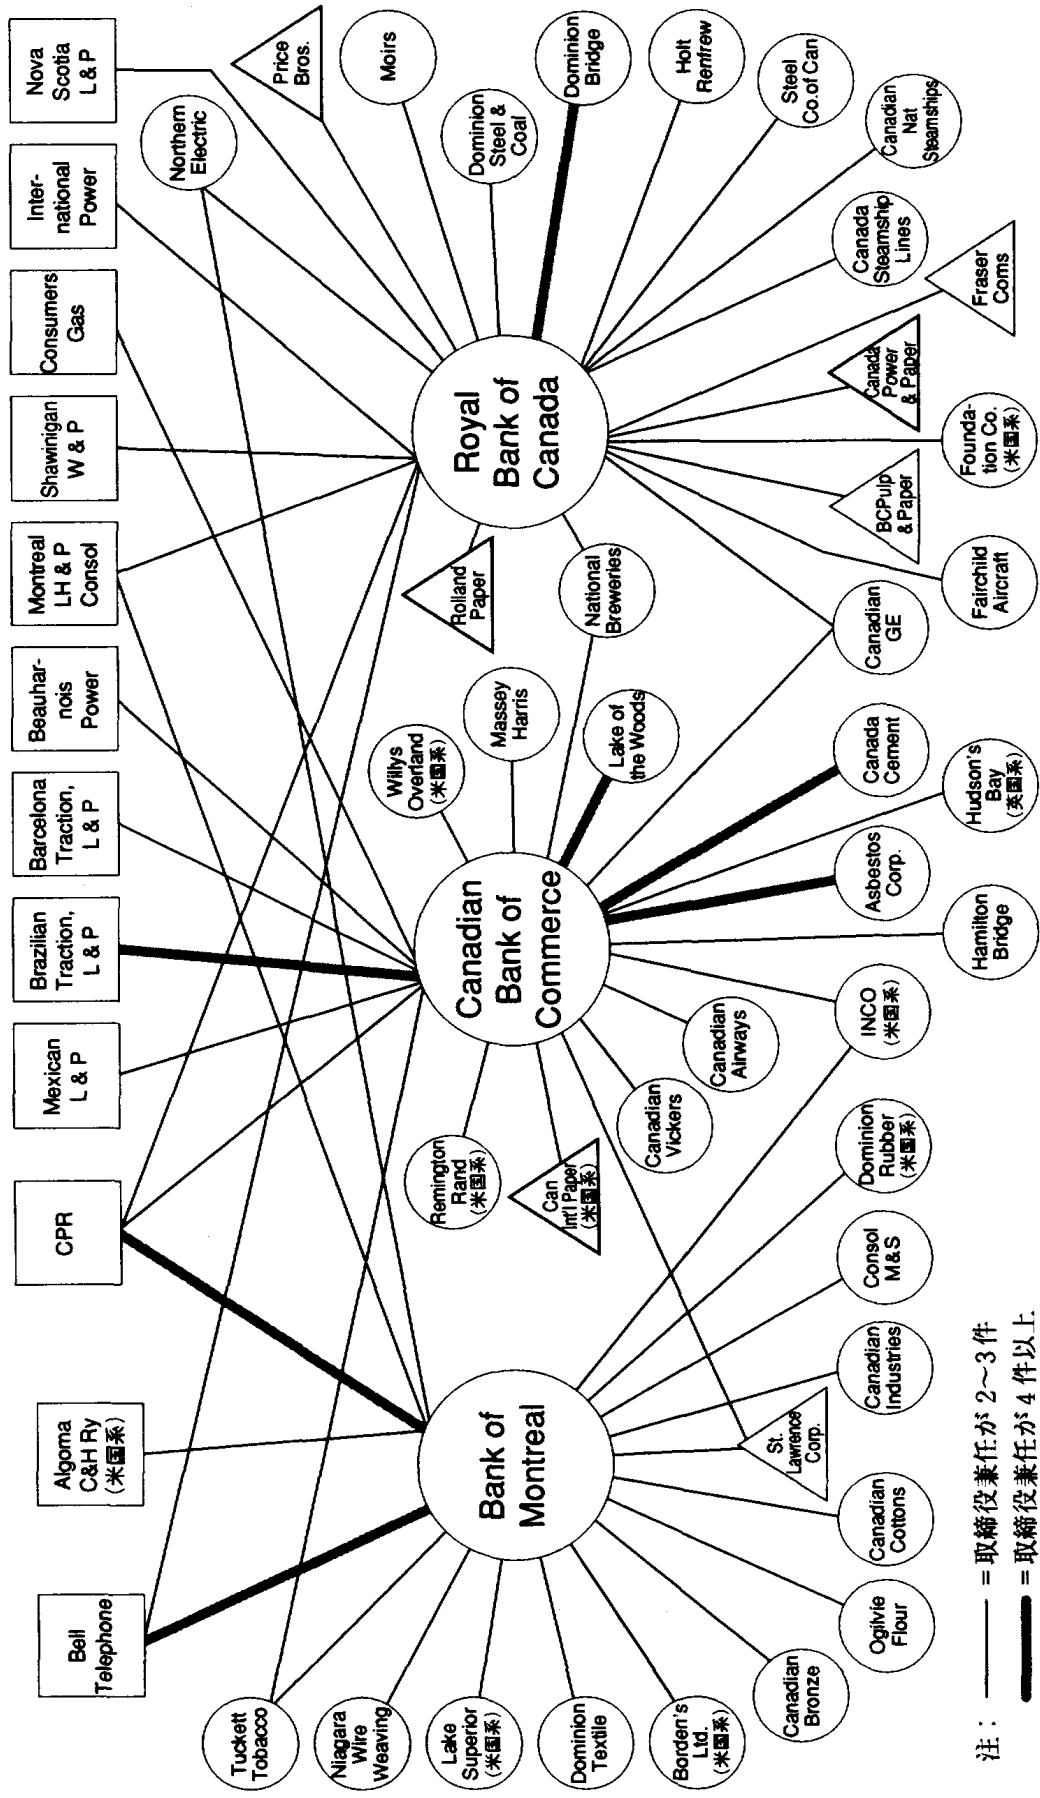 Bell
Telephone
Algoma
C&H Ry
(米国系)
CPR
Mexican
L & P
Brazilian
Traction,
L & P
Barcelona
Traction,
L & P
Beauhar-
nois
Power
Montreal
LH & P
Consol
Shawinigan
W & P
Consumers
Gas
Inter-
national
Power
Nova
Scotia
L & P
Tuckett
Tobacco
Niagara
Wire
Weaving
Lake
Superior
(米国系)
Dominion
Textile
Borden's
Ltd.
(米国系)
Canadian
Bronze
Ogilvie
Flour
Canadian
Cottons
St.
Lawrence
Corp.
Canadian
Industries
Consol
M&S
Dominion
Rubber
(米国系)
INCO
(米国系)
Bank of
Montreal
Remington
Rand
(米国系)
Can
Int'l Paper
(米国系)
Canadian
Vickers
Canadian
Airways
Hamilton
Bridge
Asbestos
Corp.
Hudson's
Bay
(英国系)
Canada
Cement
Canadian
Bank of
Commerce
Willys
Overland
(米国系)
Massey
Harris
Lake of
the Woods
National
Breweries
Rolland
Paper
Canadian
GE
Fairchild
Aircraft
BC Pulp
& Paper
Founda-
tion Co.
(米国系)
Canada
Power
& Paper
Fraser
Coms
Royal
Bank of
Canada
Northern
Electric
Price
Bros.
Moirs
Dominion
Steel &
Coal
Dominion
Bridge
Holt
Renfrew
Steel
Co. of Can
Canadian
Nat
Steamships
Canada
Steamship
Lines
注: = 取締役兼任が 2～3 件
= 取締役兼任が 4 件以上